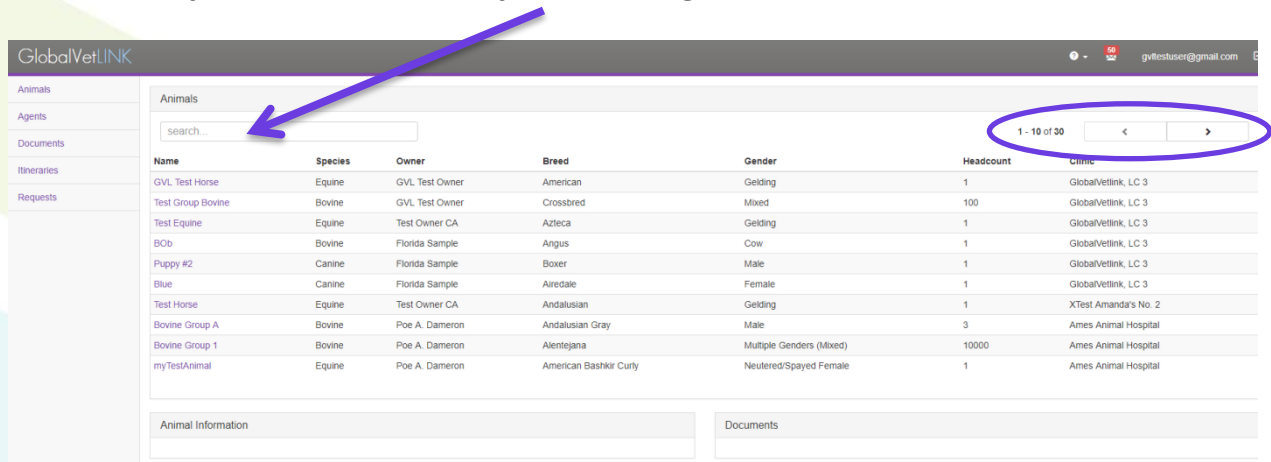 GlobalVetLINK
50
gvltestuser@gmail.com
Animals
Agents
Documents
Itineraries
Requests
Animals
search...
1 - 10 of 30 < >
Name Species Owner Breed Gender Headcount Clinic
GVL Test Horse Equine GVL Test Owner American Gelding 1 GlobalVetlink, LC 3
Test Group Bovine Bovine GVL Test Owner Crossbred Mixed 100 GlobalVetlink, LC 3
Test Equine Equine Test Owner CA Azteca Gelding 1 GlobalVetlink, LC 3
BOb Bovine Florida Sample Angus Cow 1 GlobalVetlink, LC 3
Puppy #2 Canine Florida Sample Boxer Male 1 GlobalVetlink, LC 3
Blue Canine Florida Sample Airedale Female 1 GlobalVetlink, LC 3
Test Horse Equine Test Owner CA Andalusian Gelding 1 XTest Amanda's No. 2
Bovine Group A Bovine Poe A. Dameron Andalusian Gray Male 3 Ames Animal Hospital
Bovine Group 1 Bovine Poe A. Dameron Alentejana Multiple Genders (Mixed) 10000 Ames Animal Hospital
myTestAnimal Equine Poe A. Dameron American Bashkir Curly Neutered/Spayed Female 1 Ames Animal Hospital
Animal Information
Documents